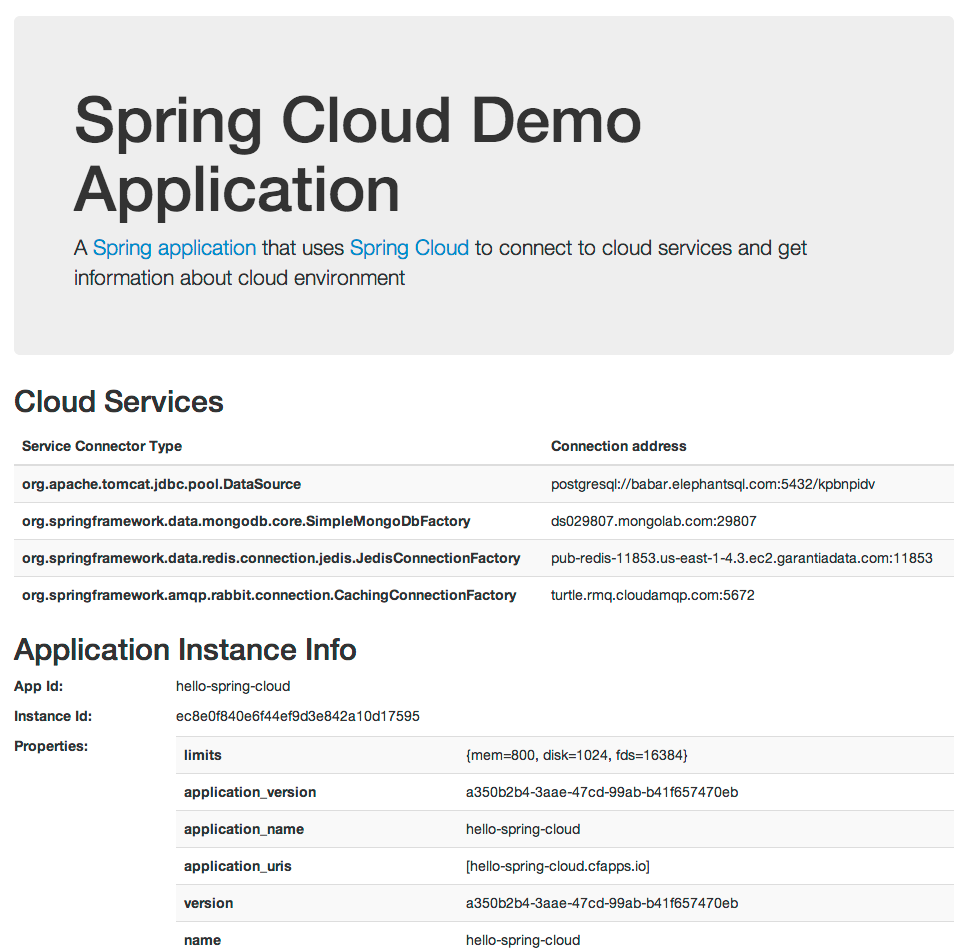 Spring Cloud Demo
Application
A Spring application that uses Spring Cloud to connect to cloud services and get
information about cloud environment
Cloud Services
Service Connector Type Connection address
org.apache.tomcat.jdbc.pool.DataSource postgresql://babar.elephantsql.com:5432/kpbnpidv
org.springframework.data.mongodb.core.SimpleMongoDbFactory ds029807.mongolab.com:29807
org.springframework.data.redis.connection.jedis.JedisConnectionFactory pub-redis-11853.us-east-1-4.3.ec2.garantiadata.com:11853
org.springframework.amqp.rabbit.connection.CachingConnectionFactory turtle.rmq.cloudamqp.com:5672
Application Instance Info
App Id: hello-spring-cloud
Instance Id: ec8e0f840e6f44ef9d3e842a10d17595
Properties:
limits {mem=800, disk=1024, fds=16384}
application_version a350b2b4-3aae-47cd-99ab-b41f657470eb
application_name hello-spring-cloud
application_uris [hello-spring-cloud.cfapps.io]
version a350b2b4-3aae-47cd-99ab-b41f657470eb
name hello-spring-cloud